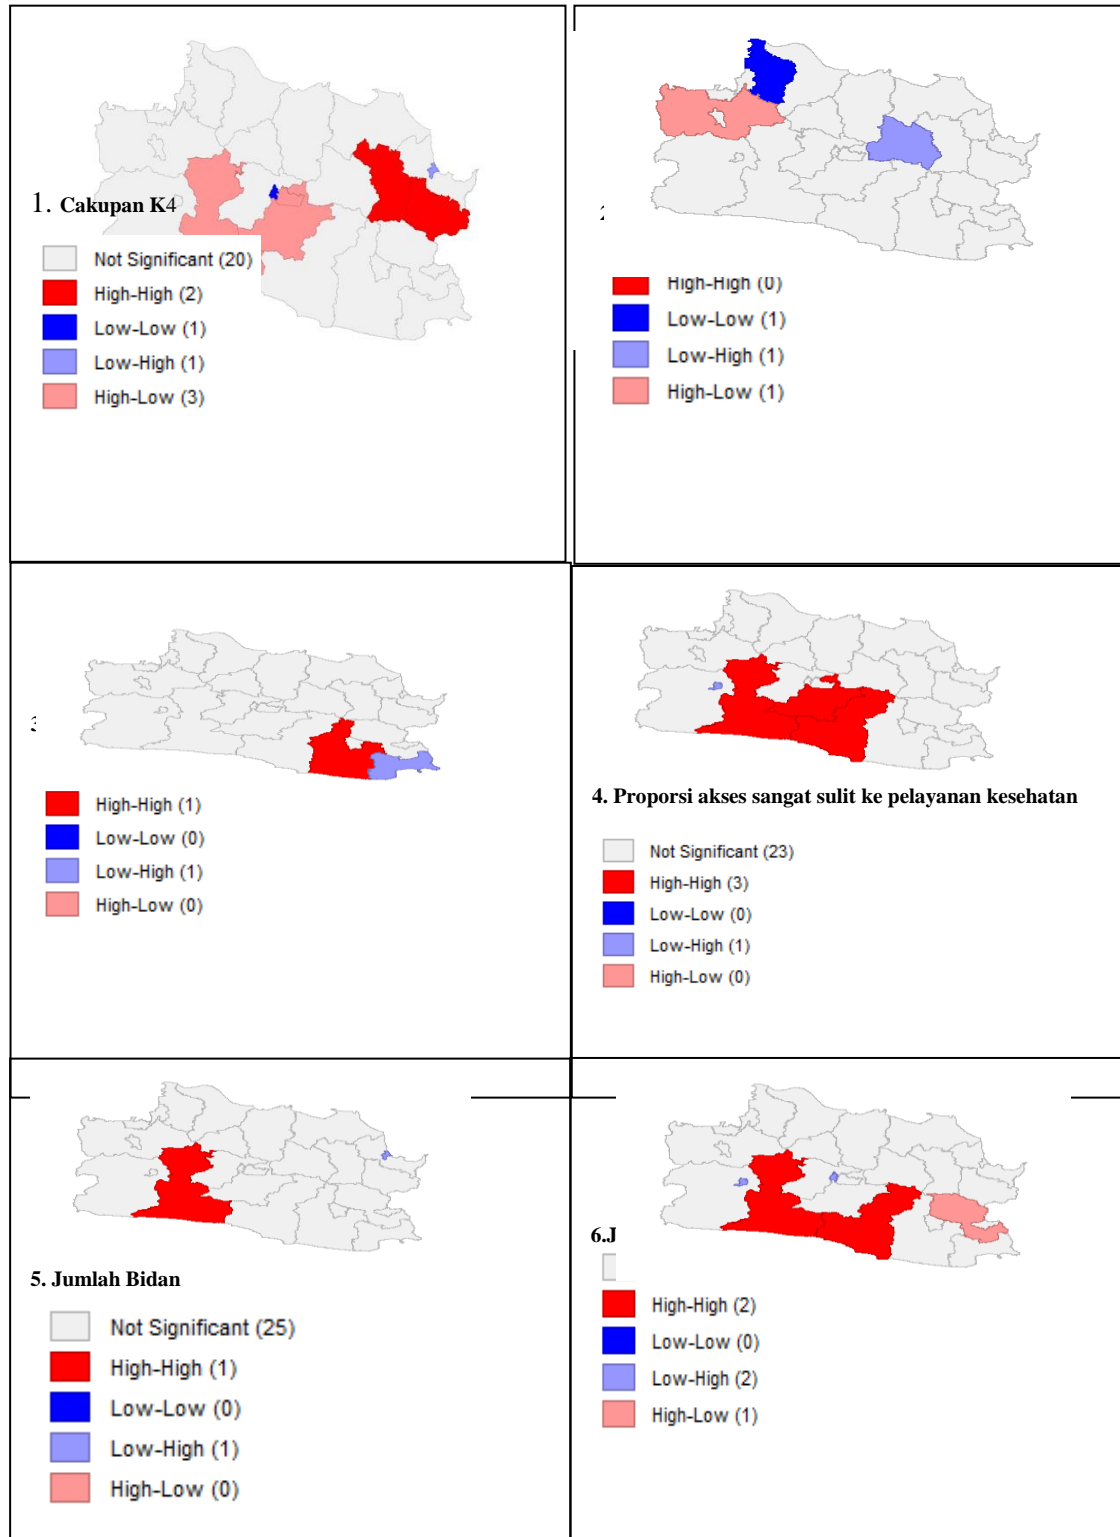 1. Cakupan K4
Not Significant (20)
High-High (2)
Low-Low (1)
Low-High (1)
High-Low (3)
High-High (0)
Low-Low (1)
Low-High (1)
High-Low (1)
High-High (1)
Low-Low (0)
Low-High (1)
High-Low (0)
4. Proporsi akses sangat sulit ke pelayanan kesehatan
Not Significant (23)
High-High (3)
Low-Low (0)
Low-High (1)
High-Low (0)
5. Jumlah Bidan
Not Significant (25)
High-High (1)
Low-Low (0)
Low-High (1)
High-Low (0)
6.J
High-High (2)
Low-Low (0)
Low-High (2)
High-Low (1)